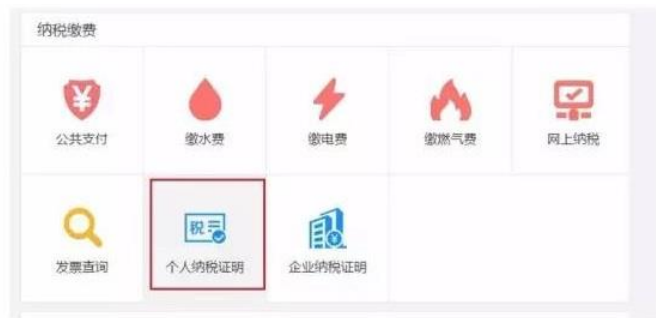 纳税缴费
¥
公共支付
缴水费
缴电费
缴燃气费
网上纳税
税
¥
发票查询
个人纳税证明
企业纳税证明